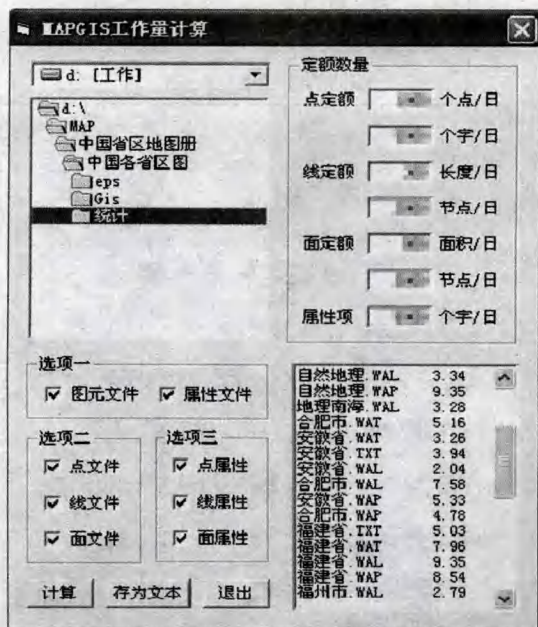 MAPGIS工作量计算
d: [工作]
d:\
MAP
中国省区地图册
中国各省区图
eps
Gis
统计
定额数量
点定额 个点/日
个字/日
线定额 长度/日
节点/日
面定额 面积/日
节点/日
属性项 个字/日
选项一
图元文件 属性文件
选项二
点文件
线文件
面文件
选项三
点属性
线属性
面属性
自然地理.WAL 3.34
自然地理.WAP 9.35
地理南海.WAL 3.28
合肥市.WAT 5.16
安徽省.WAT 3.26
安徽省.TXT 3.94
安徽省.WAL 2.04
合肥市.WAL 7.58
安徽省.WAP 5.33
合肥市.WAP 4.78
福建省.TXT 5.03
福建省.WAT 7.96
福建省.WAL 9.35
福建省.WAP 8.54
福州市.WAL 2.79
计算 存为文本 退出